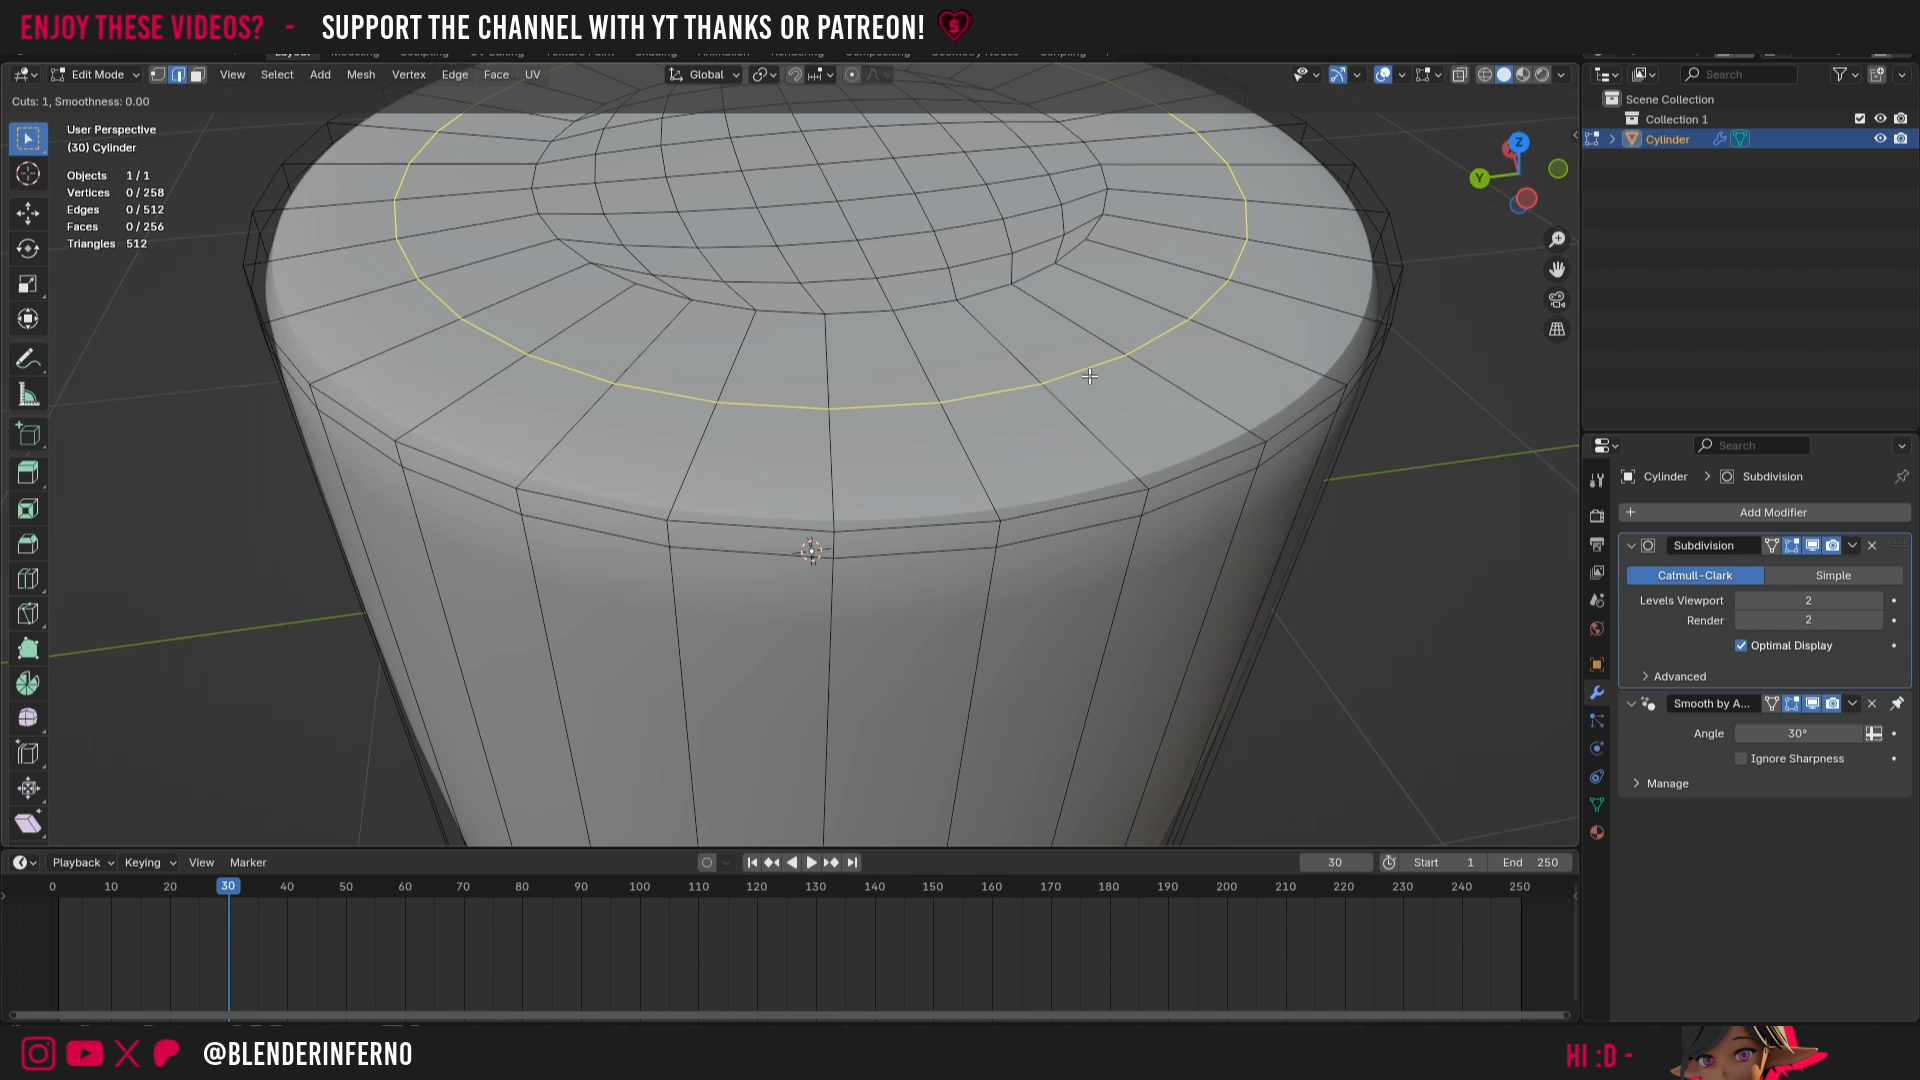 ENJOY THESE VIDEOS? - SUPPORT THE CHANNEL WITH YT THANKS OR PATREON!
Edit Mode View Select Add Mesh Vertex Edge Face UV Global Search
Cuts: 1, Smoothness: 0.00
User Perspective
(30) Cylinder
Objects 1 / 1
Vertices 0 / 258
Edges 0 / 512
Faces 0 / 256
Triangles 512
Z
Y
Scene Collection
Collection 1
Cylinder
Search
Cylinder > Subdivision
Add Modifier
Subdivision
Catmull-Clark Simple
Levels Viewport 2
Render 2
Optimal Display
Advanced
Smooth by A...
Angle 30°
Ignore Sharpness
Manage
Playback Keying View Marker 30 Start 1 End 250
0 10 20 30 40 50 60 70 80 90 100 110 120 130 140 150 160 170 180 190 200 210 220 230 240 250
@BLENDERINFERNO
HI :D -